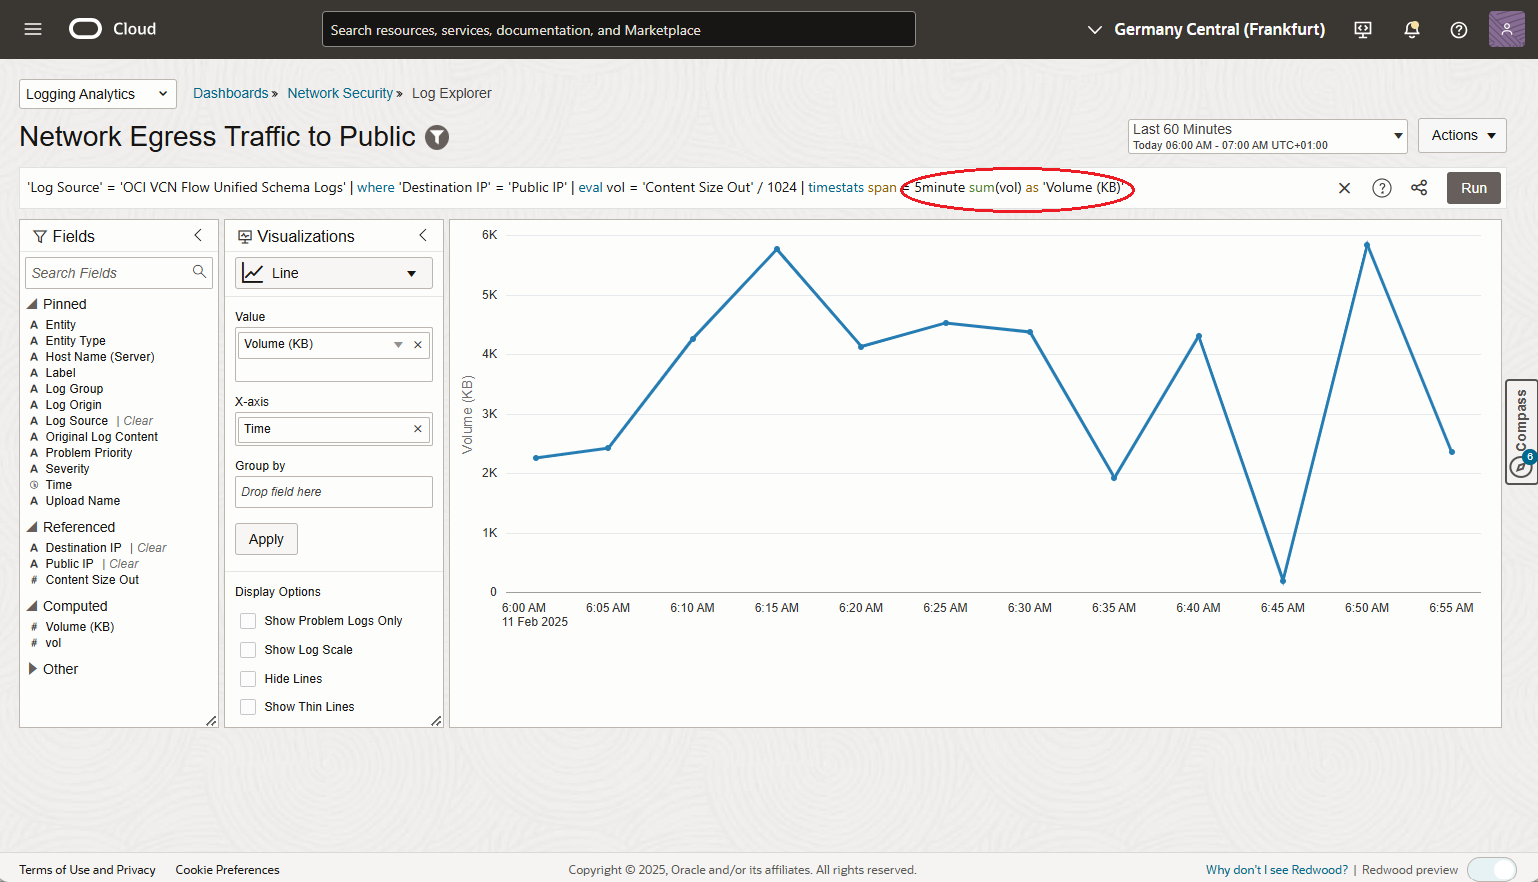 Cloud
Search resources, services, documentation, and Marketplace
Germany Central (Frankfurt)
Logging Analytics
Dashboards » Network Security » Log Explorer
Network Egress Traffic to Public
Last 60 Minutes
Today 06:00 AM - 07:00 AM UTC+01:00
Actions
'Log Source' = 'OCI VCN Flow Unified Schema Logs' | where 'Destination IP' = 'Public IP' | eval vol = 'Content Size Out' / 1024 | timestats span = 5minute sum(vol) as 'Volume (KB)'
Run
Fields
Search Fields
Pinned
A Entity
A Entity Type
A Host Name (Server)
A Label
A Log Group
A Log Origin
A Log Source | Clear
A Original Log Content
A Problem Priority
A Severity
Time
A Upload Name
Referenced
A Destination IP | Clear
A Public IP | Clear
# Content Size Out
Computed
# Volume (KB)
# vol
Other
Visualizations
Line
Value
Volume (KB)
X-axis
Time
Group by
Drop field here
Apply
Display Options
Show Problem Logs Only
Show Log Scale
Hide Lines
Show Thin Lines
Volume (KB)
6K
5K
4K
3K
2K
1K
0
6:00 AM 6:05 AM 6:10 AM 6:15 AM 6:20 AM 6:25 AM 6:30 AM 6:35 AM 6:40 AM 6:45 AM 6:50 AM 6:55 AM
11 Feb 2025
Compass
6
Terms of Use and Privacy Cookie Preferences
Copyright © 2025, Oracle and/or its affiliates. All rights reserved.
Why don't I see Redwood? | Redwood preview